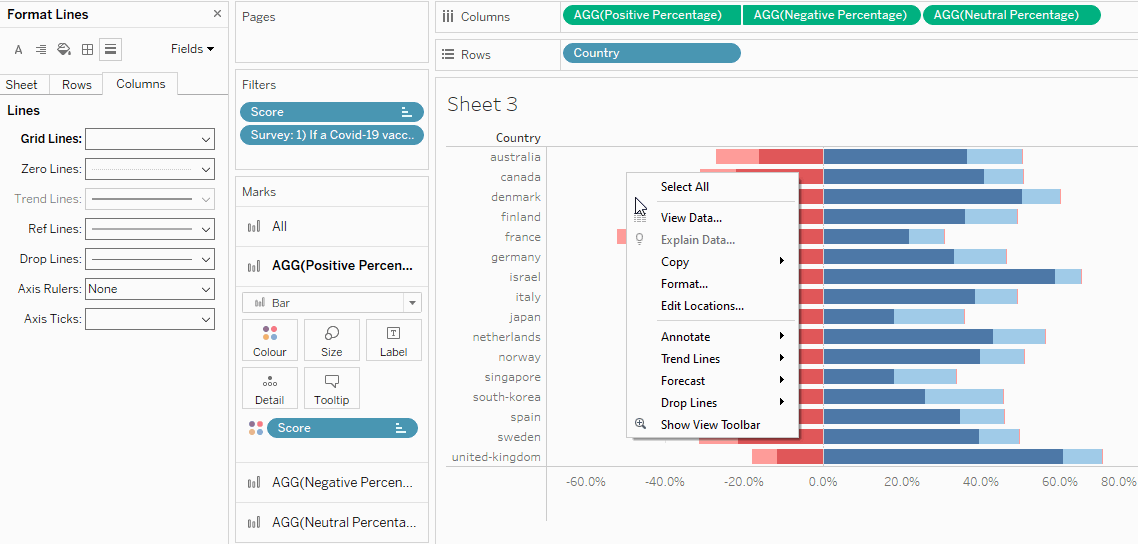 Format Lines
A
Fields
Sheet Rows Columns
Lines
Grid Lines:
Zero Lines:
Trend Lines:
Ref Lines:
Drop Lines:
Axis Rulers: None
Axis Ticks:
Pages
Filters
Score
Survey: 1) If a Covid-19 vacc..
Marks
All
AGG(Positive Percen...
Bar
Colour Size Label
T
Detail Tooltip
Score
AGG(Negative Percen...
AGG(Neutral Percenta...
Columns AGG(Positive Percentage) AGG(Negative Percentage) AGG(Neutral Percentage)
Rows Country
Sheet 3
Country
australia
canada
denmark
finland
france
germany
israel
italy
japan
netherlands
norway
singapore
south-korea
spain
sweden
united-kingdom
-60.0% -40.0% -20.0% 0.0% 20.0% 40.0% 60.0% 80.0%
Select All
View Data...
Explain Data...
Copy
Format...
Edit Locations...
Annotate
Trend Lines
Forecast
Drop Lines
Show View Toolbar